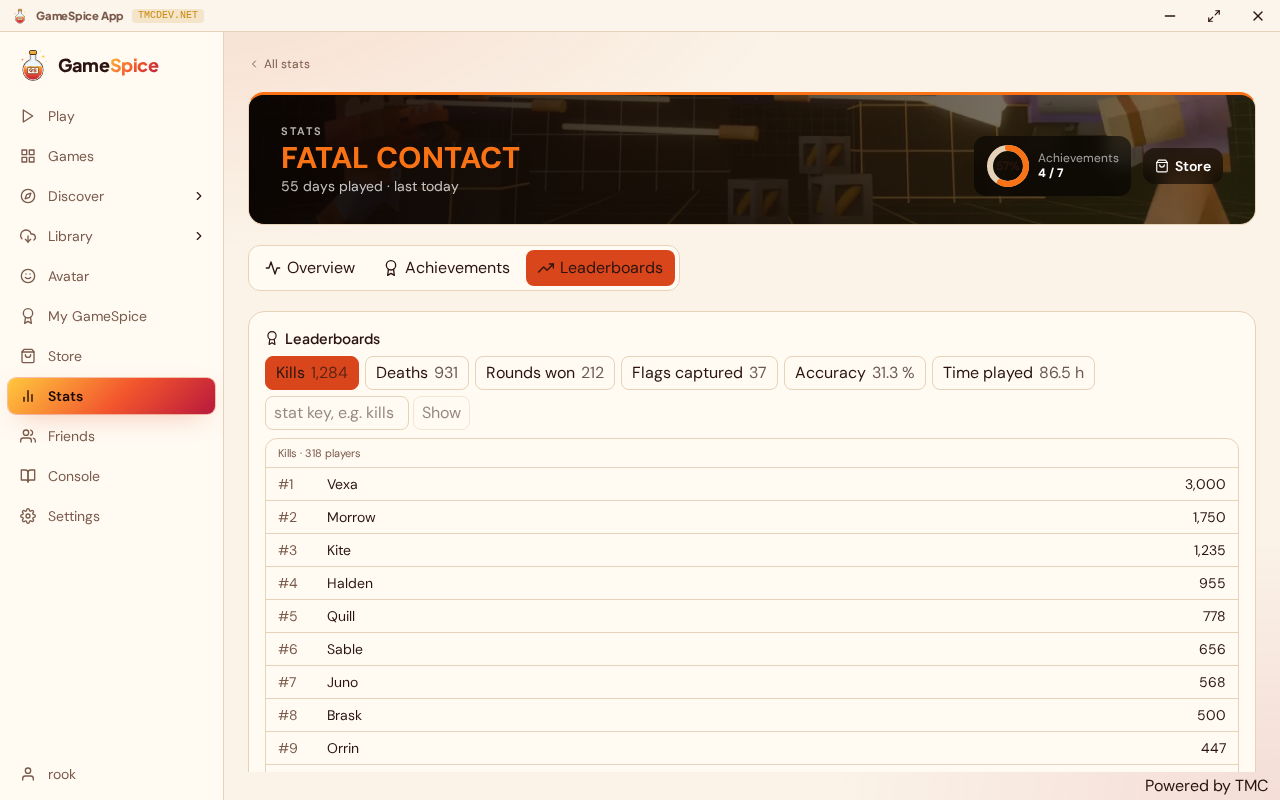 GameSpice App TMCDEV.NET
GameSpice
Play
Games
Discover
Library
Avatar
My GameSpice
Store
Stats
Friends
Console
Settings
rook
All stats
STATS
FATAL CONTACT
55 days played · last today
Achievements
4 / 7
Store
Overview Achievements Leaderboards
Leaderboards
Kills 1,284 Deaths 931 Rounds won 212 Flags captured 37 Accuracy 31.3 % Time played 86.5 h
stat key, e.g. kills Show
Kills · 318 players
#1 Vexa 3,000
#2 Morrow 1,750
#3 Kite 1,235
#4 Halden 955
#5 Quill 778
#6 Sable 656
#7 Juno 568
#8 Brask 500
#9 Orrin 447
Powered by TMC